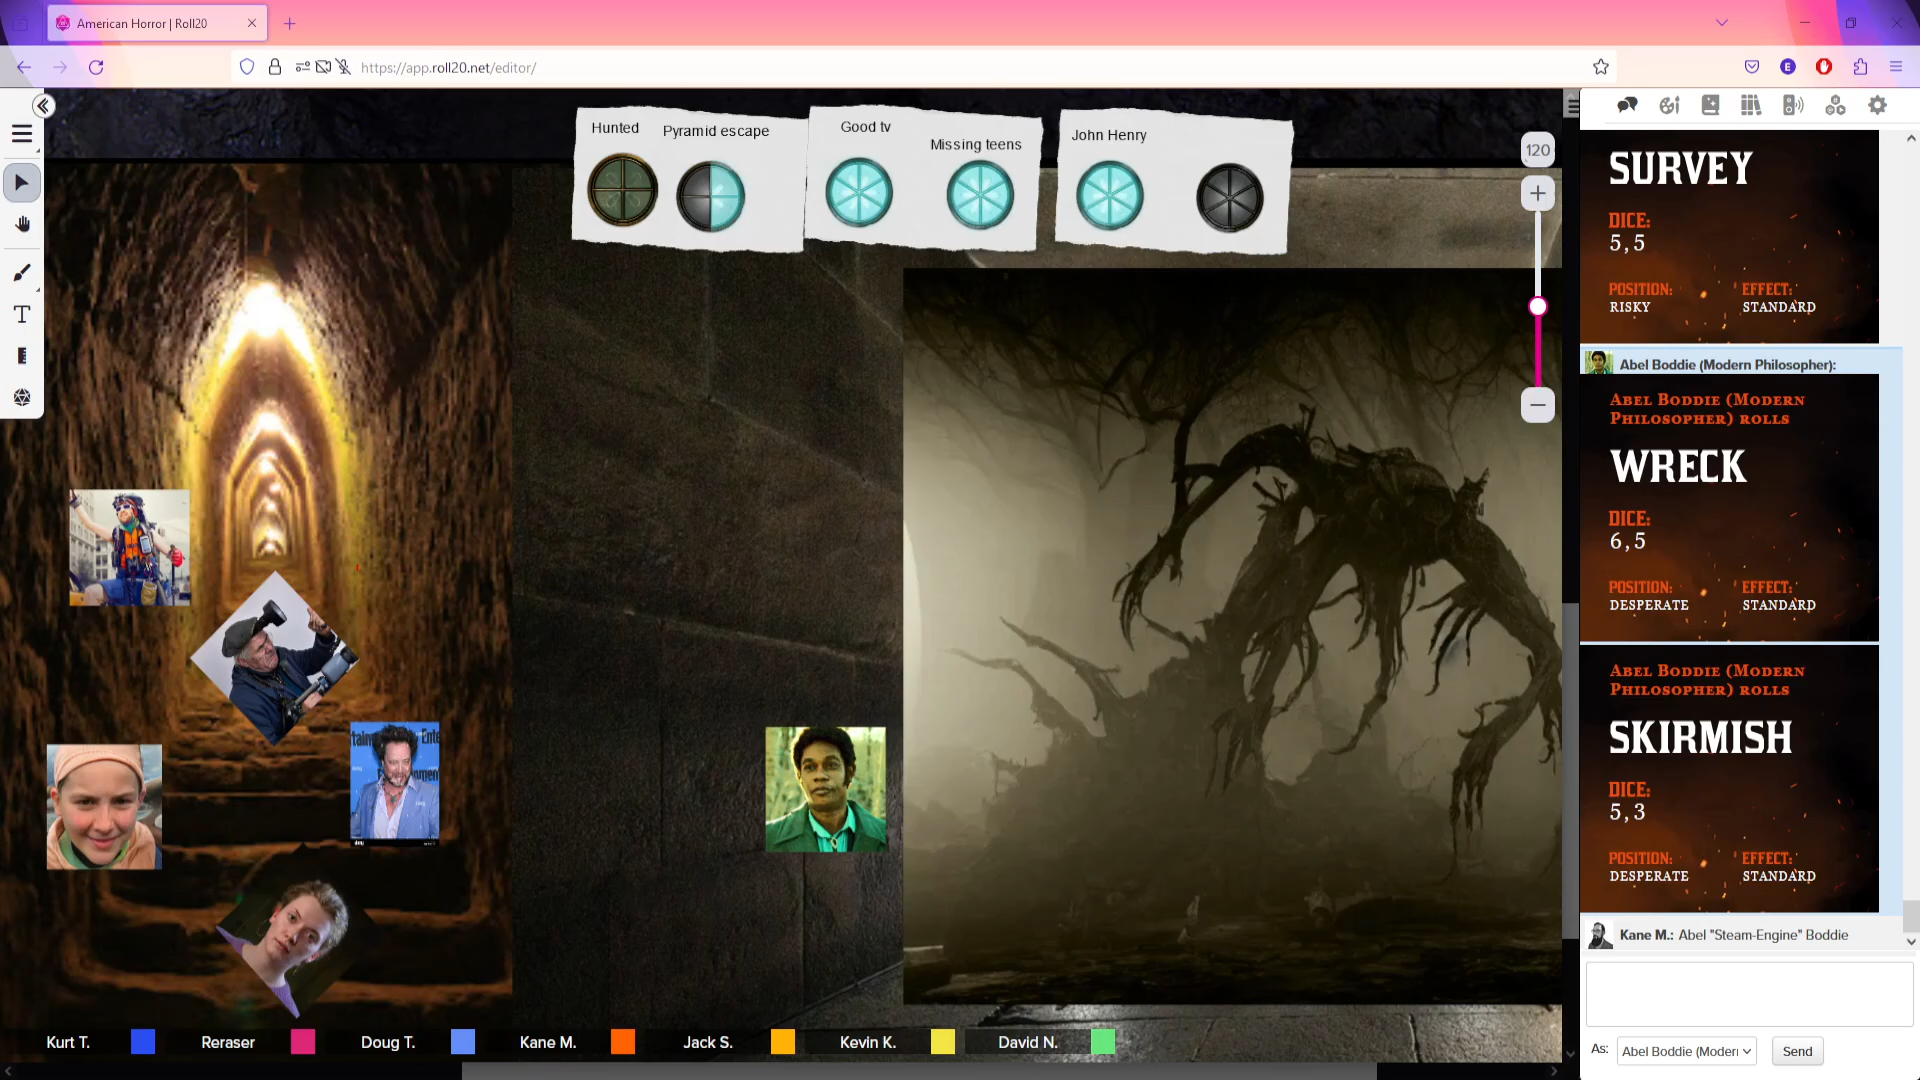 American Horror | Roll20
https://app.roll20.net/editor/
Hunted
Pyramid escape
Good tv
Missing teens
John Henry
120
SURVEY
DICE:
5, 5
POSITION: EFFECT:
RISKY STANDARD
Abel Boddie (Modern Philosopher):
ABEL BODDIE (MODERN
PHILOSOPHER) ROLLS
WRECK
DICE:
6, 5
POSITION: EFFECT:
DESPERATE STANDARD
ABEL BODDIE (MODERN
PHILOSOPHER) ROLLS
SKIRMISH
DICE:
5, 3
POSITION: EFFECT:
DESPERATE STANDARD
Kane M.: Abel "Steam-Engine" Boddie
As: Abel Boddie (Moder Send
Kurt T. Reraser Doug T. Kane M. Jack S. Kevin K. David N.